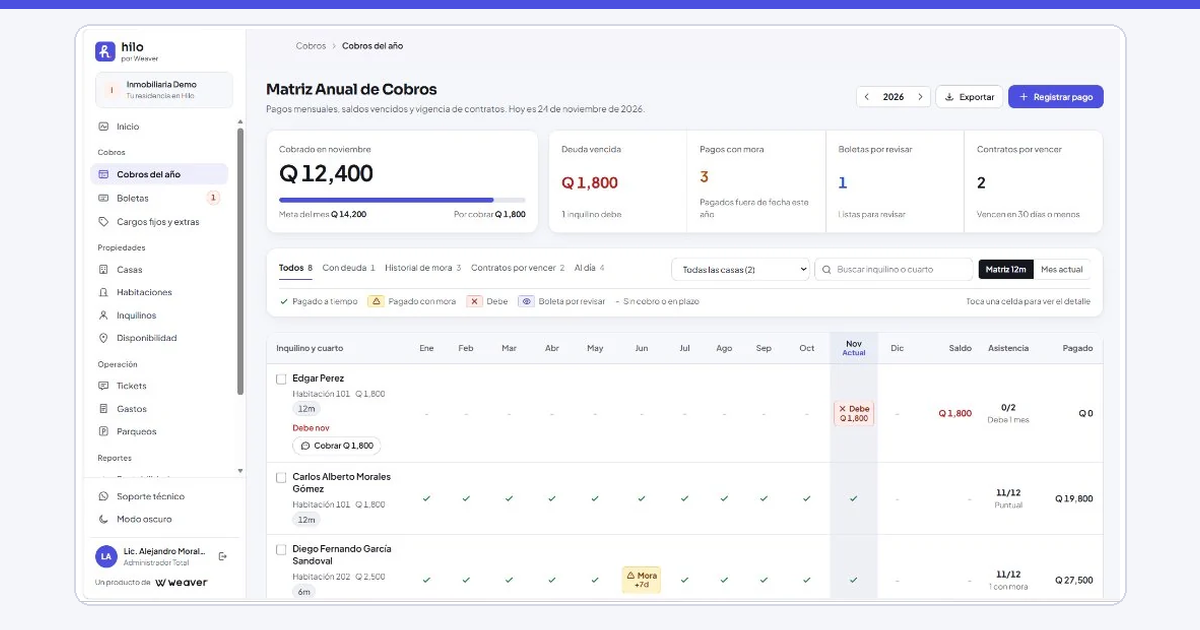 hilo
por Weaver
I
Inmobiliaria Demo
Tu residencia en Hilo
Inicio
Cobros
Cobros del año
Boletas
1
Cargos fijos y extras
Propiedades
Casas
Habitaciones
Inquilinos
Disponibilidad
Operación
Tickets
Gastos
Parqueos
Reportes
Soporte técnico
Modo oscuro
LA
Lic. Alejandro Moral...
Administrador Total
Un producto de weaver
Cobros > Cobros del año
Matriz Anual de Cobros
Pagos mensuales, saldos vencidos y vigencia de contratos. Hoy es 24 de noviembre de 2026.
< 2026 >
Exportar
+ Registrar pago
Cobrado en noviembre
Q 12,400
Meta del mes Q 14,200
Por cobrar Q 1,800
Deuda vencida
Q 1,800
1 inquilino debe
Pagos con mora
3
Pagados fuera de fecha este
año
Boletas por revisar
1
Listas para revisar
Contratos por vencer
2
Vencen en 30 días o menos
Todos 8
Con deuda 1
Historial de mora 3
Contratos por vencer 2
Al día 4
Todas las casas (2)
Buscar inquilino o cuarto
Matriz 12m
Mes actual
✓ Pagado a tiempo
Pagado con mora
Debe
Boleta por revisar
- Sin cobro o en plazo
Toca una celda para ver el detalle
Inquilino y cuarto Ene Feb Mar Abr May Jun Jul Ago Sep Oct Nov Dic Saldo Asistencia Pagado
Actual
Edgar Perez
Habitación 101 Q 1,800
12m
Debe nov
Cobrar Q 1,800
- - - - - - - - - -
× Debe
Q 1,800
-
Q 1,800
0/2
Debe 1 mes
Q 0
Carlos Alberto Morales
Gómez
Habitación 101 Q 1,800
12m
✓ ✓ ✓ ✓ ✓ ✓ ✓ ✓ ✓ ✓ ✓ - -
11/12
Puntual
Q 19,800
Diego Fernando García
Sandoval
Habitación 202 Q 2,500
6m
✓ ✓ ✓ ✓ ✓
Mora
+7d
✓ ✓ ✓ ✓ ✓ - -
11/12
1 con mora
Q 27,500